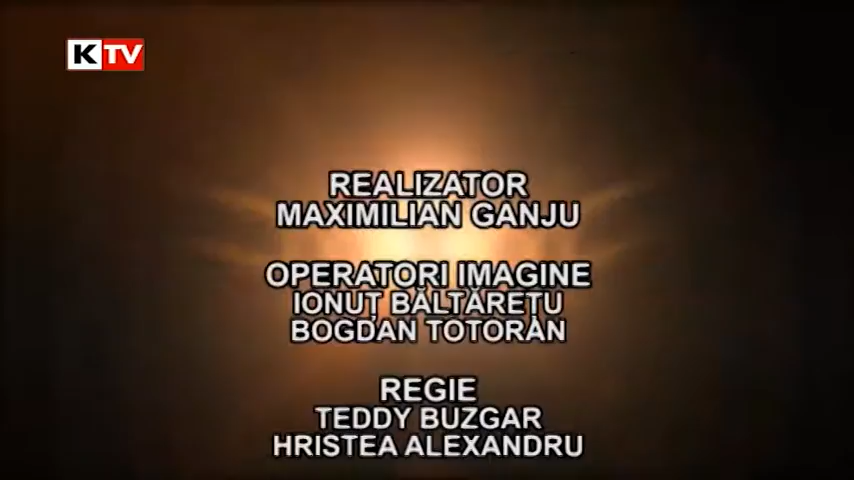 KTV
REALIZATOR
MAXIMILIAN GANJU
OPERATORI IMAGINE
IONUȚ BĂLTĂREȚU
BOGDAN TOTORAN
REGIE
TEDDY BUZGAR
HRISTEA ALEXANDRU